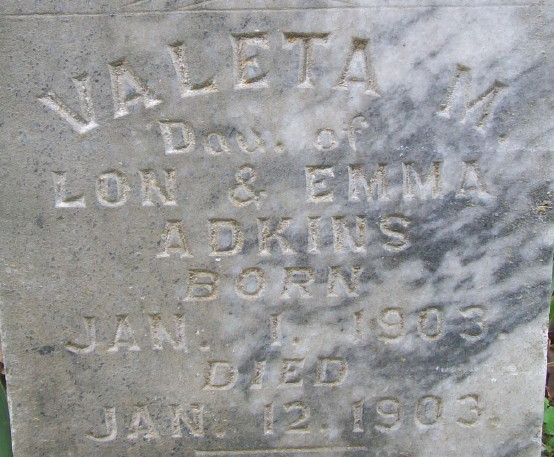 VALETA M.
Dau. of
LON & EMMA
ADKINS
BORN
JAN. 1. 1903
DIED
JAN. 12. 1903.